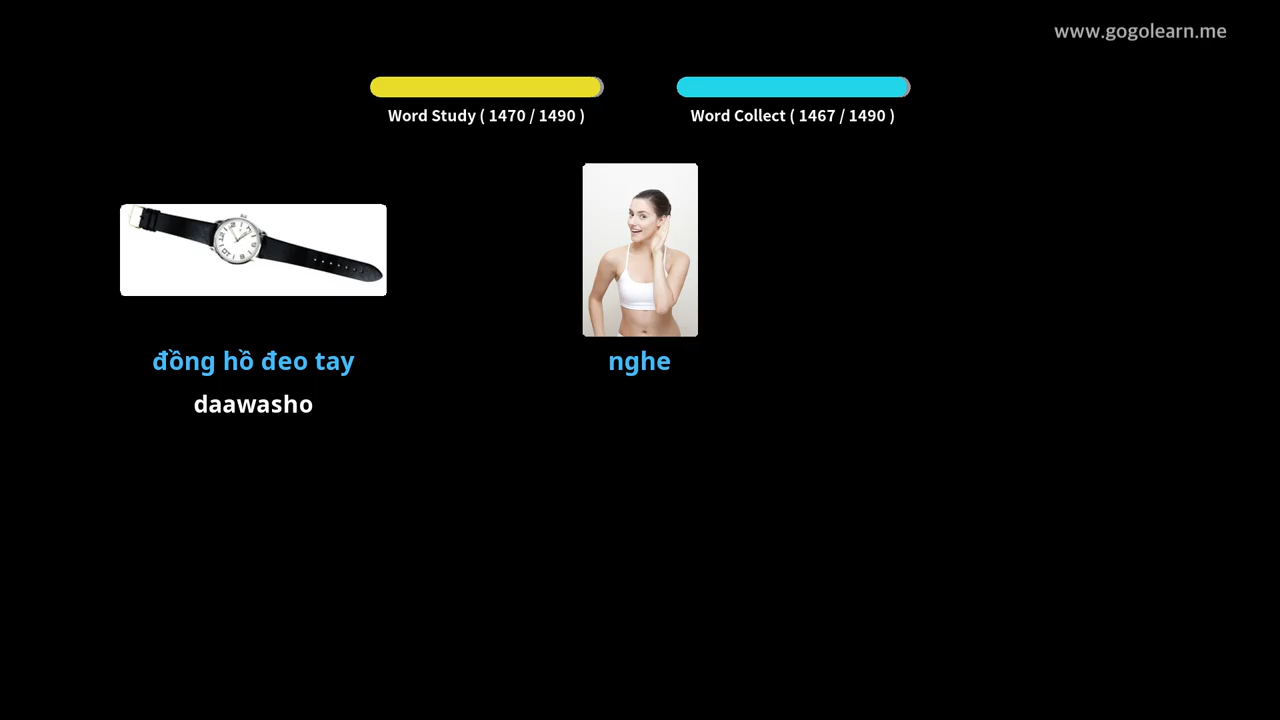 www.gogolearn.me
Word Study ( 1470 / 1490 )
Word Collect ( 1467 / 1490 )
đồng hồ đeo tay
daawasho
nghe